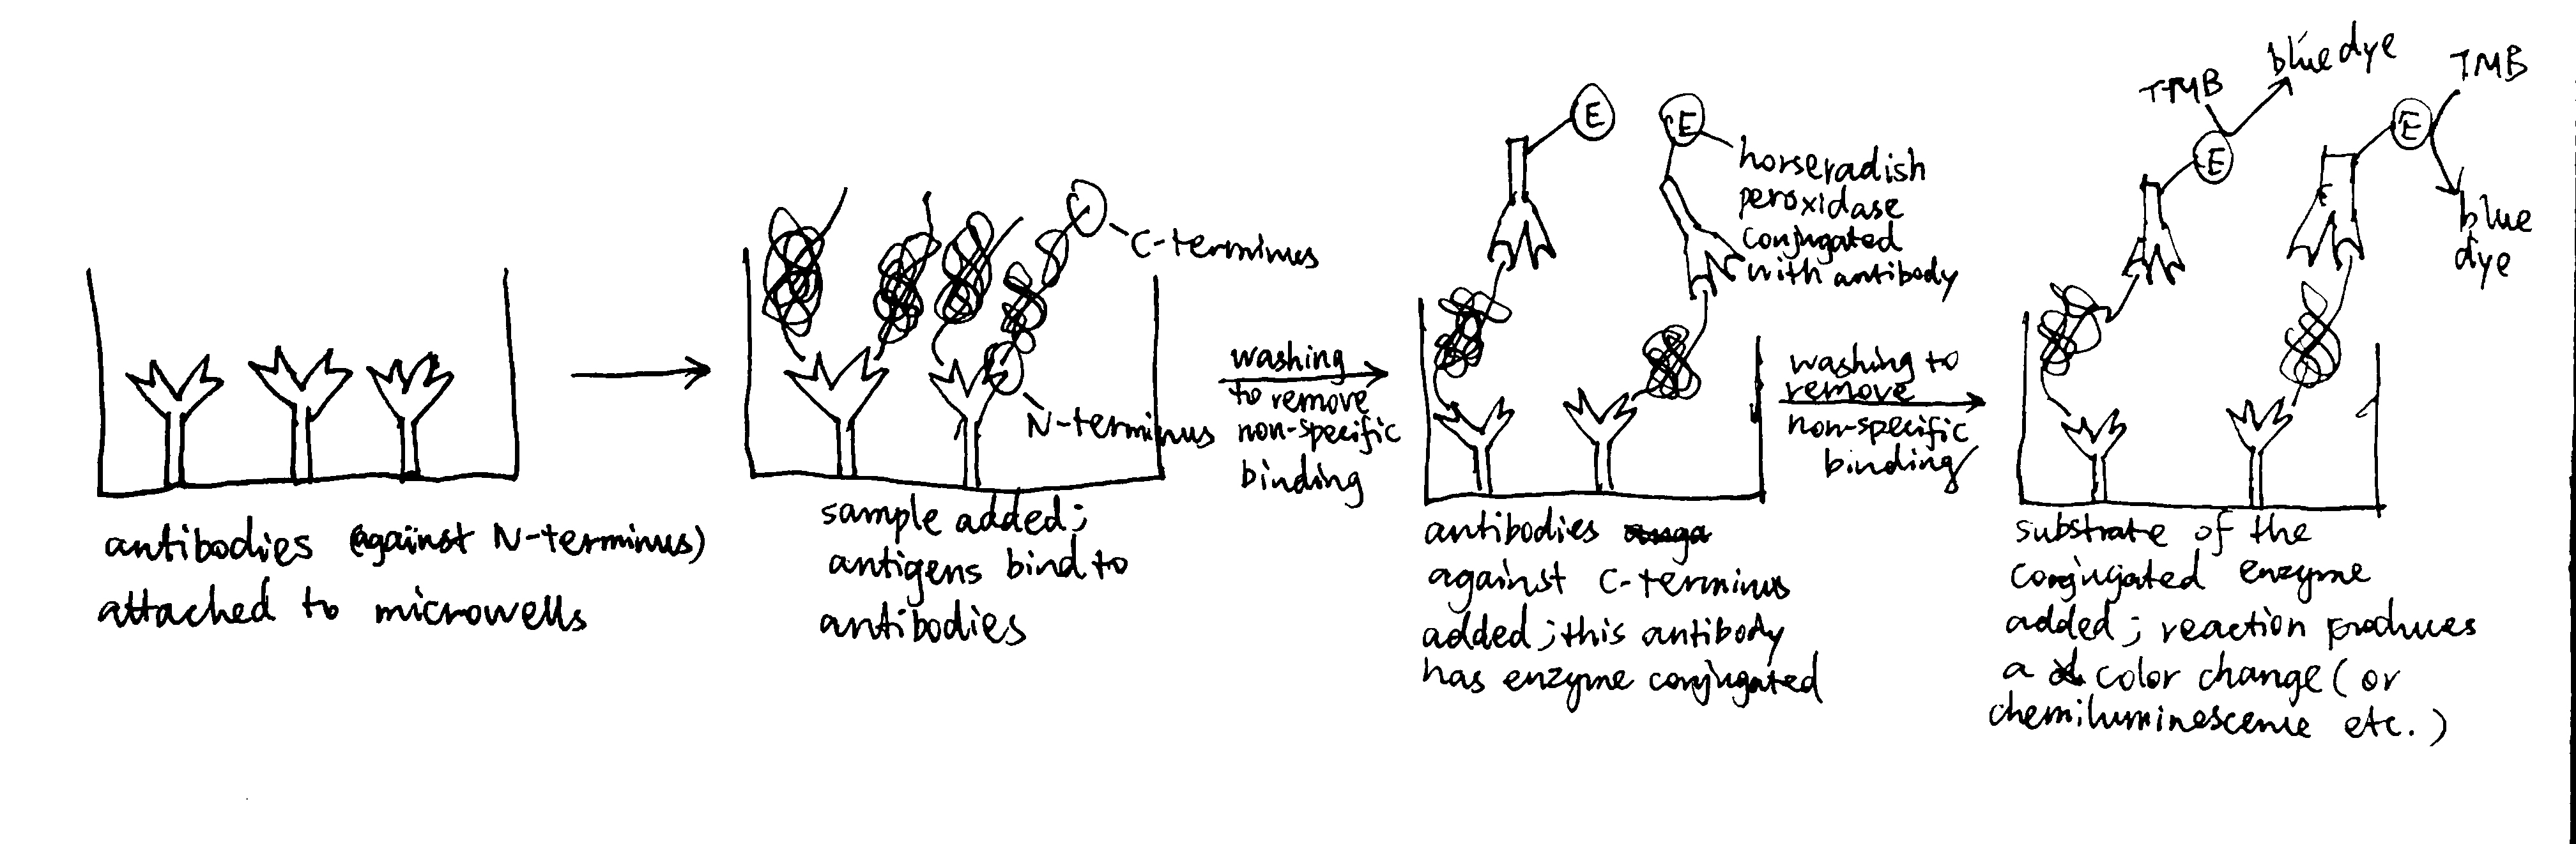 antibodies (against N-terminus)
attached to microwells
C-terminus
N-terminus
sample added;
antigens bind to
antibodies
washing
to remove
non-specific
binding
E
E
horseradish
peroxidase
conjugated
with antibody
antibodies
against C-terminus
added; this antibody
has enzyme conjugated
washing to
remove
non-specific
binding
TMB
blue dye
E
TMB
E
blue
dye
substrate of the
conjugated enzyme
added; reaction produces
a color change (or
chemiluminescence etc.)